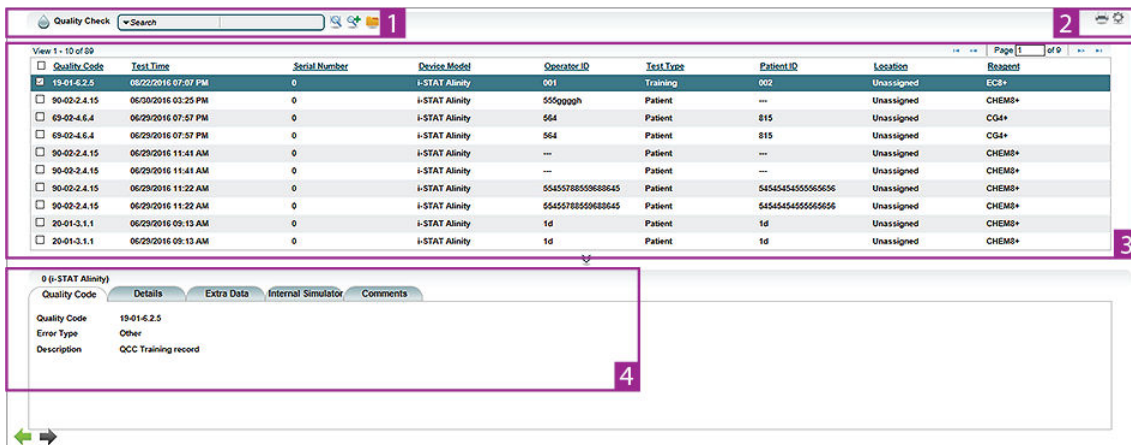 Quality Check Search 1 2
View 1 - 10 of 89 Page 1 of 9
Quality Code Test Time Serial Number Device Model Operator ID Test Type Patient ID Location Reagent
19-01-6.2.5 08/22/2016 07:07 PM 0 i-STAT Alinity 001 Training 002 Unassigned EC8+
90-02-2.4.15 06/30/2016 03:25 PM 0 i-STAT Alinity 555ggggh Patient --- Unassigned CHEM8+
69-02-4.6.4 06/29/2016 07:57 PM 0 i-STAT Alinity 564 Patient 815 Unassigned CG4+
69-02-4.6.4 06/29/2016 07:57 PM 0 i-STAT Alinity 564 Patient 815 Unassigned CG4+
90-02-2.4.15 06/29/2016 11:41 AM 0 i-STAT Alinity --- Patient --- Unassigned CHEM8+
90-02-2.4.15 06/29/2016 11:41 AM 0 i-STAT Alinity --- Patient --- Unassigned CHEM8+
90-02-2.4.15 06/29/2016 11:22 AM 0 i-STAT Alinity 55455788559688645 Patient 54545454555565656 Unassigned CHEM8+
90-02-2.4.15 06/29/2016 11:22 AM 0 i-STAT Alinity 55455788559688645 Patient 54545454555565656 Unassigned CHEM8+
20-01-3.1.1 06/29/2016 09:13 AM 0 i-STAT Alinity 1d Patient 1d Unassigned CHEM8+
20-01-3.1.1 06/29/2016 09:13 AM 0 i-STAT Alinity 1d Patient 1d Unassigned CHEM8+
3
0 (i-STAT Alinity)
Quality Code Details Extra Data Internal Simulator Comments
Quality Code 19-01-6.2.5
Error Type Other
Description QCC Training record
4